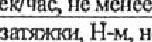 ек/час, не менее
затяжки, Н-м, н